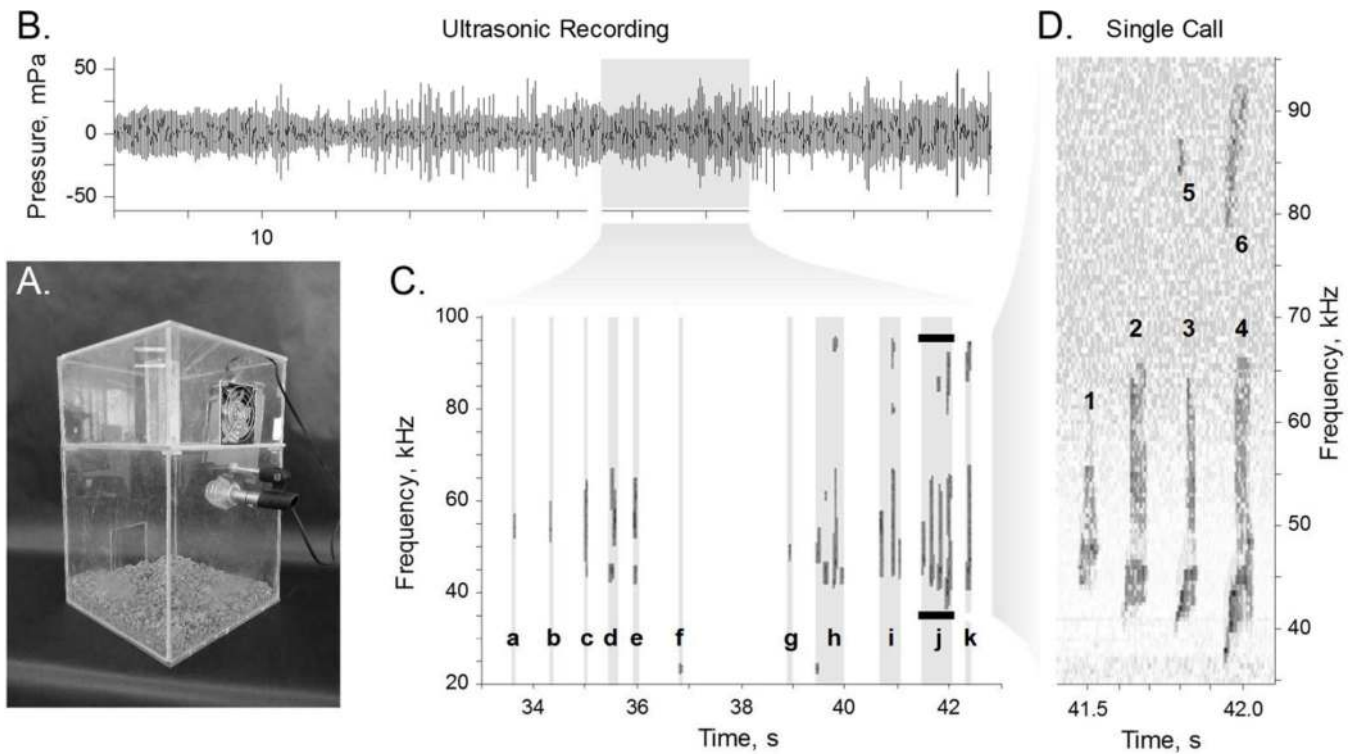 B.
Ultrasonic Recording
D.
Single Call
Pressure, mPa
50
0
-50
10
A.
C.
Frequency, kHz
100
80
60
40
20
a b c d e f g h i j k
34 36 38 40 42
Time, s
1 2 3 4 5 6
90
80
70
60
50
40
Frequency, kHz
41.5 42.0
Time, s